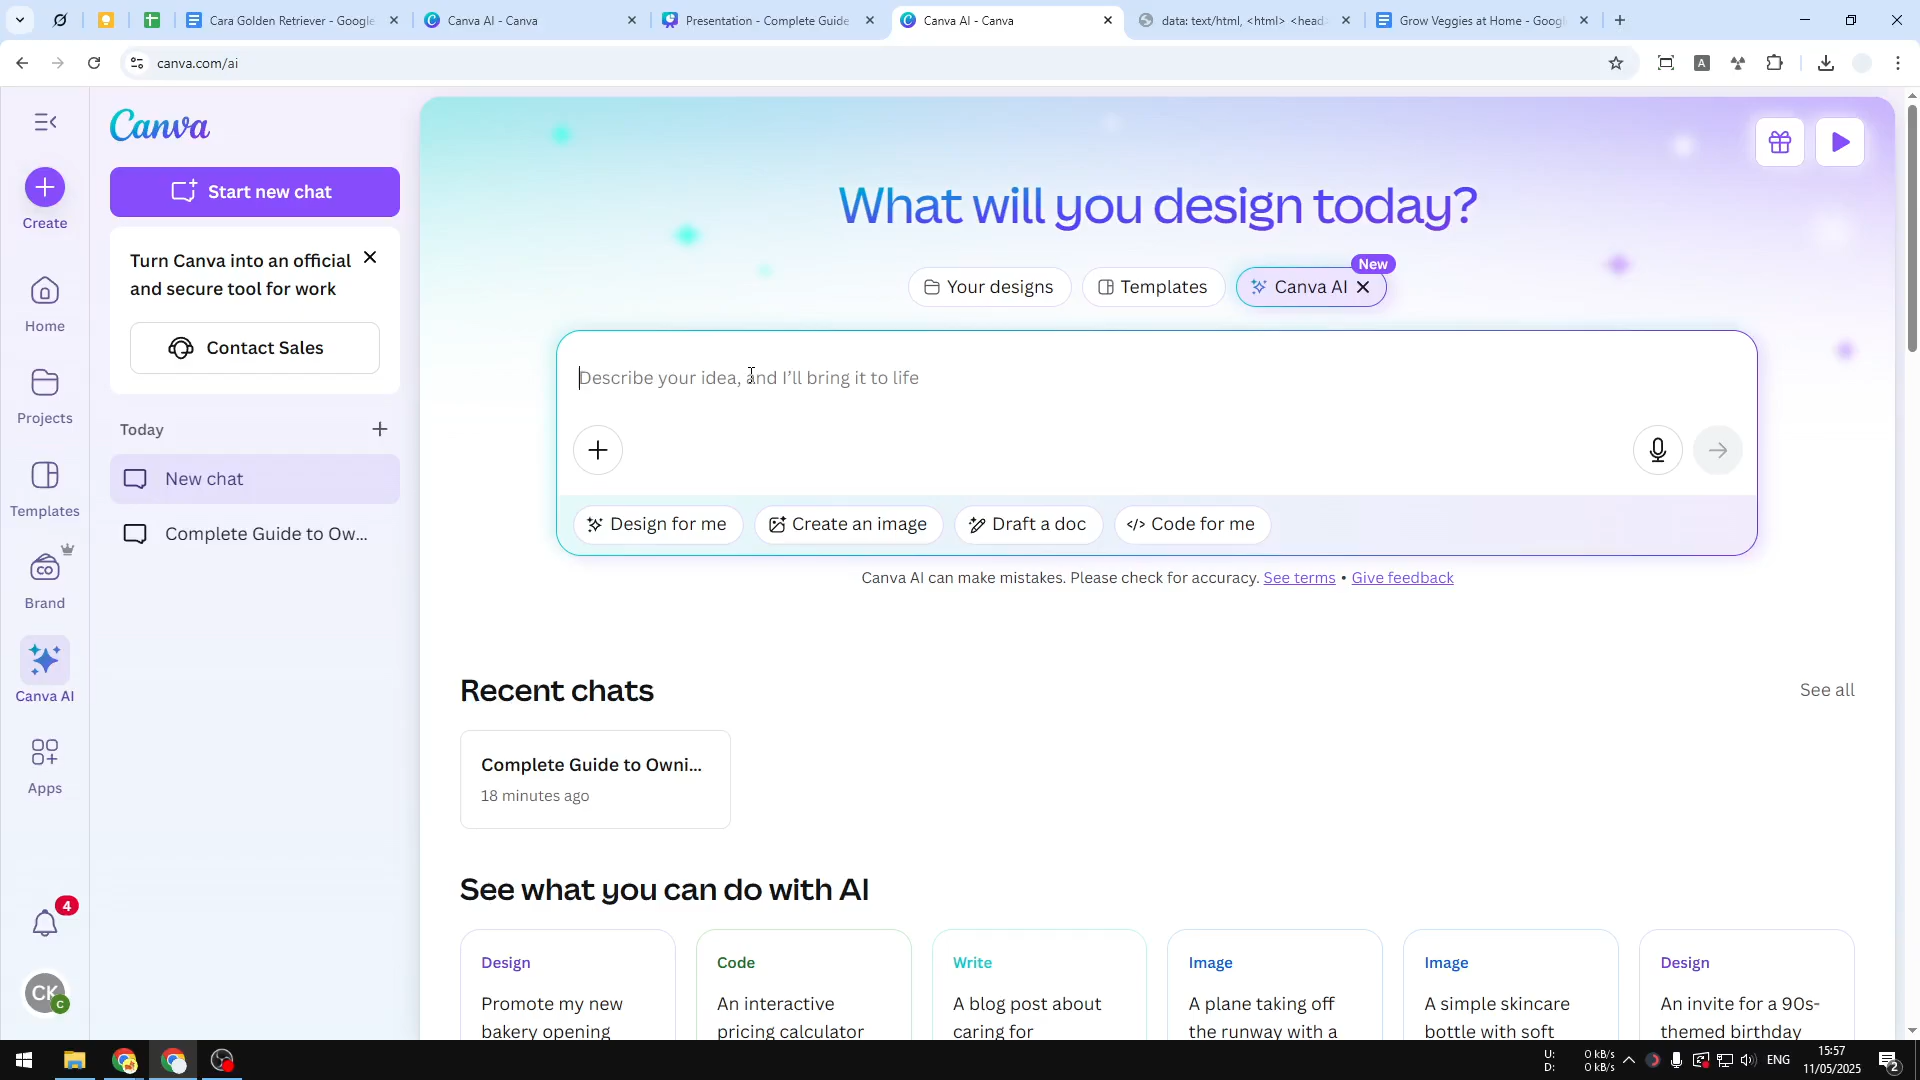 Cara Golden Retriever - Google
Canva AI - Canva
Presentation - Complete Guide
Canva AI - Canva
data: text/html, <html> <head
Grow Veggies at Home - Googl
canva.com/ai
A
Canva
Create
Start new chat
Turn Canva into an official
and secure tool for work
Contact Sales
Today
New chat
Complete Guide to Ow...
Home
Projects
Templates
Brand
Canva AI
Apps
4
CK
C
What will you design today?
Your designs
Templates
Canva AI
New
Describe your idea, and I'll bring it to life
Design for me
Create an image
Draft a doc
</> Code for me
Canva AI can make mistakes. Please check for accuracy. See terms • Give feedback
Recent chats
See all
Complete Guide to Owni...
18 minutes ago
See what you can do with AI
Design
Promote my new
bakery opening
Code
An interactive
pricing calculator
Write
A blog post about
caring for
Image
A plane taking off
the runway with a
Image
A simple skincare
bottle with soft
Design
An invite for a 90s-
themed birthday
U: 0 kB/s
D: 0 kB/s
ENG
15:57
11/05/2025
2